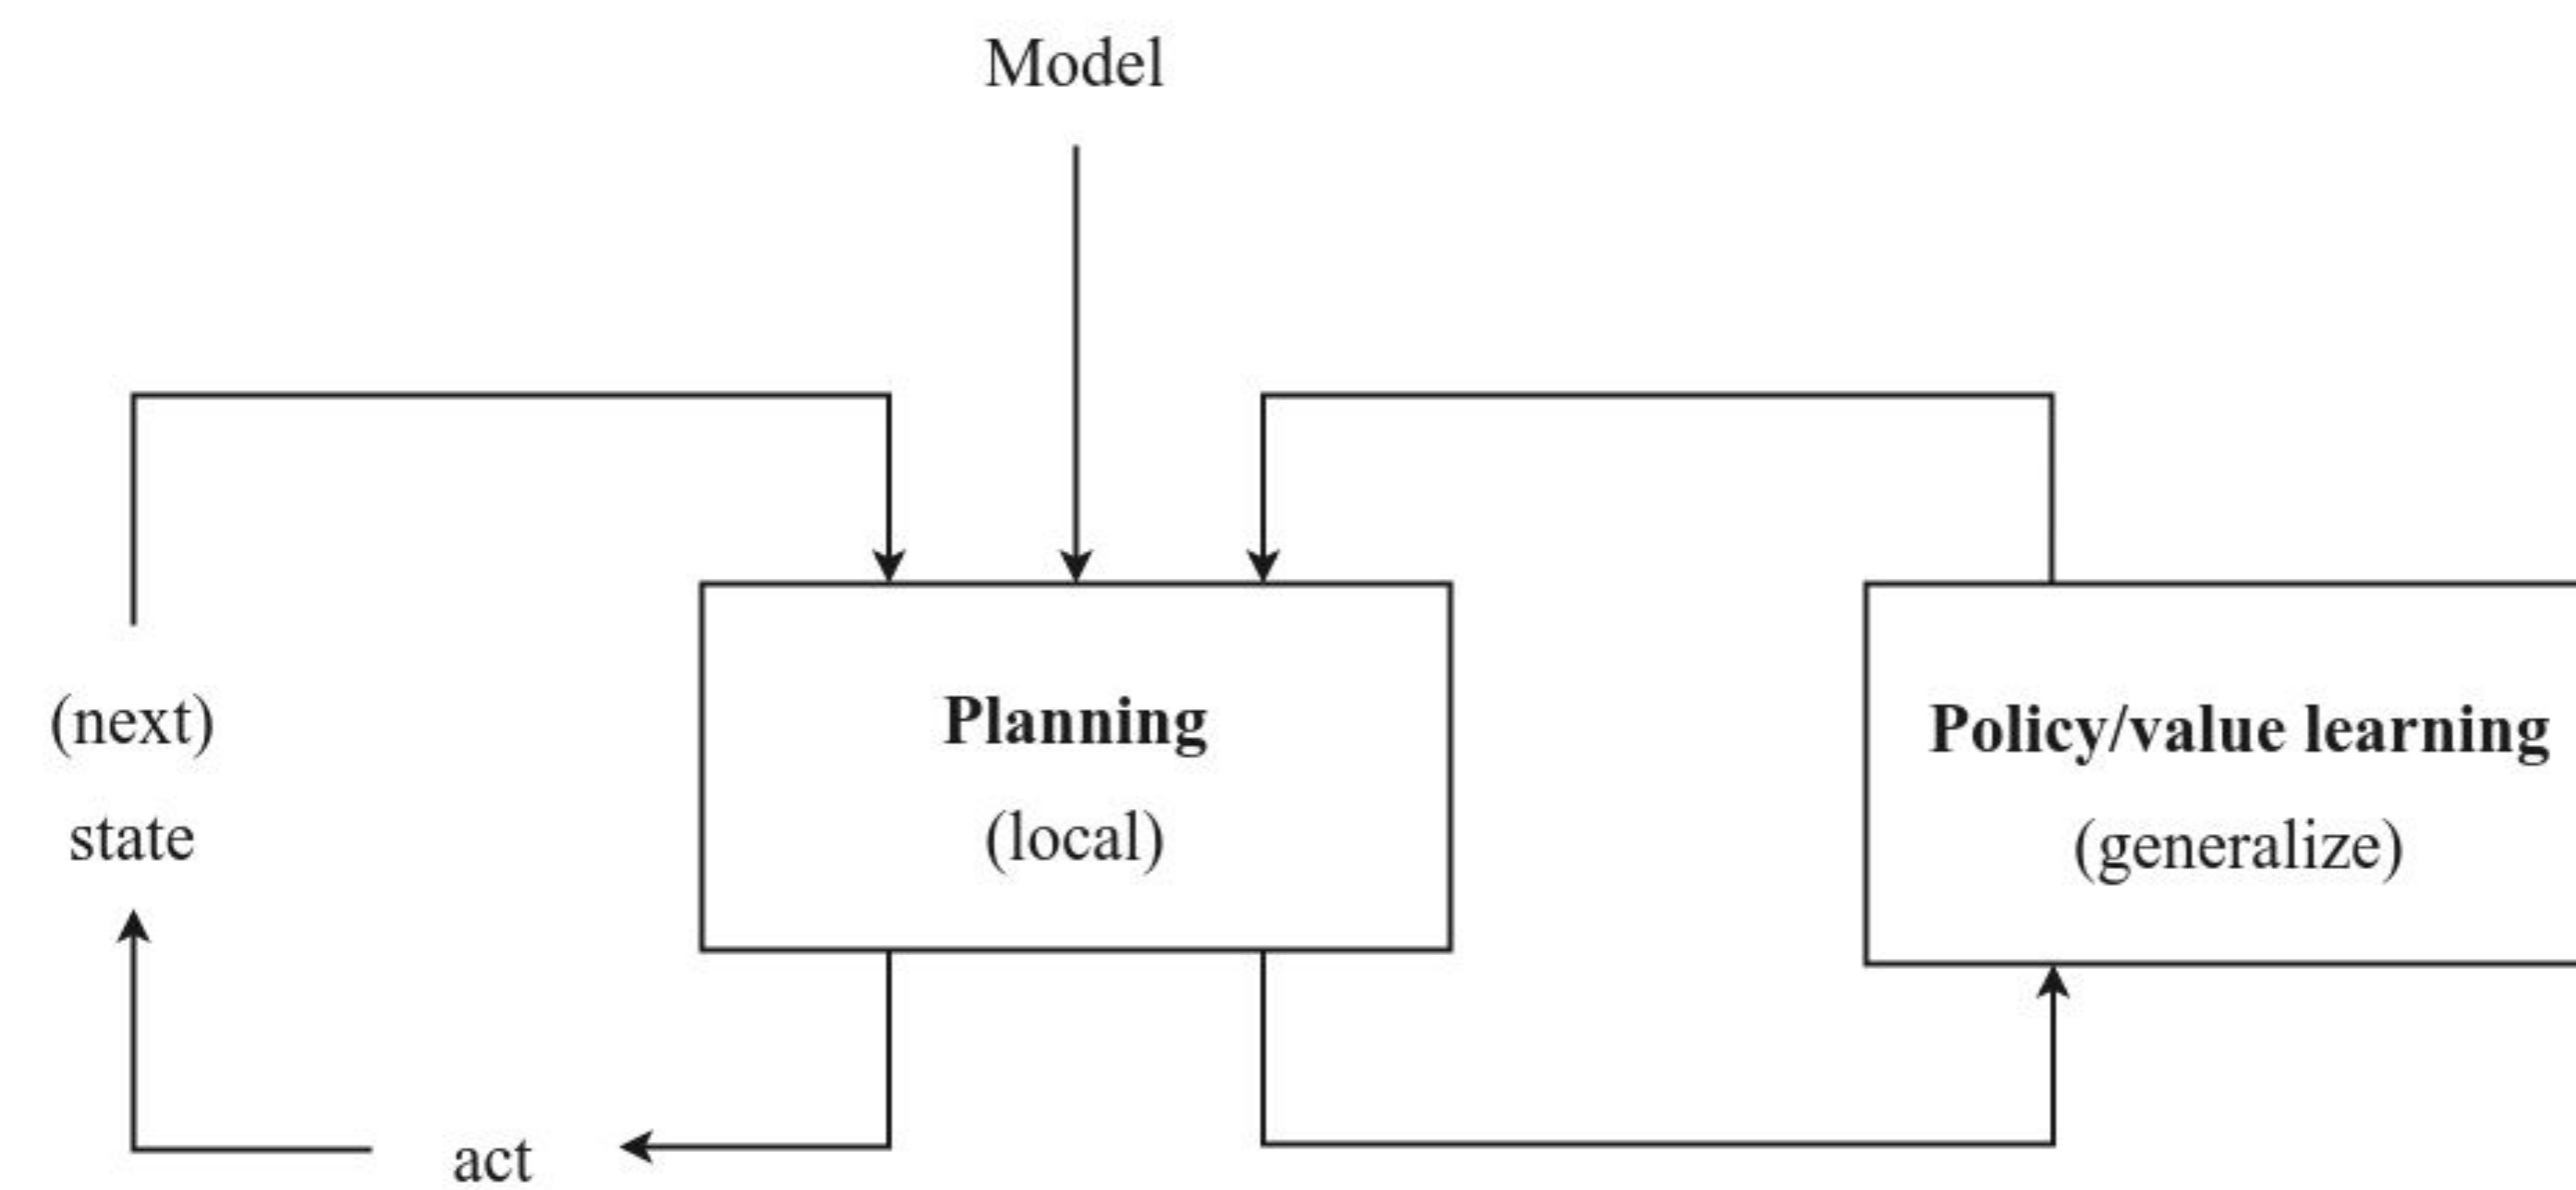 Model
(next)
state
Planning
(local)
Policy/value learning
(generalize)
act